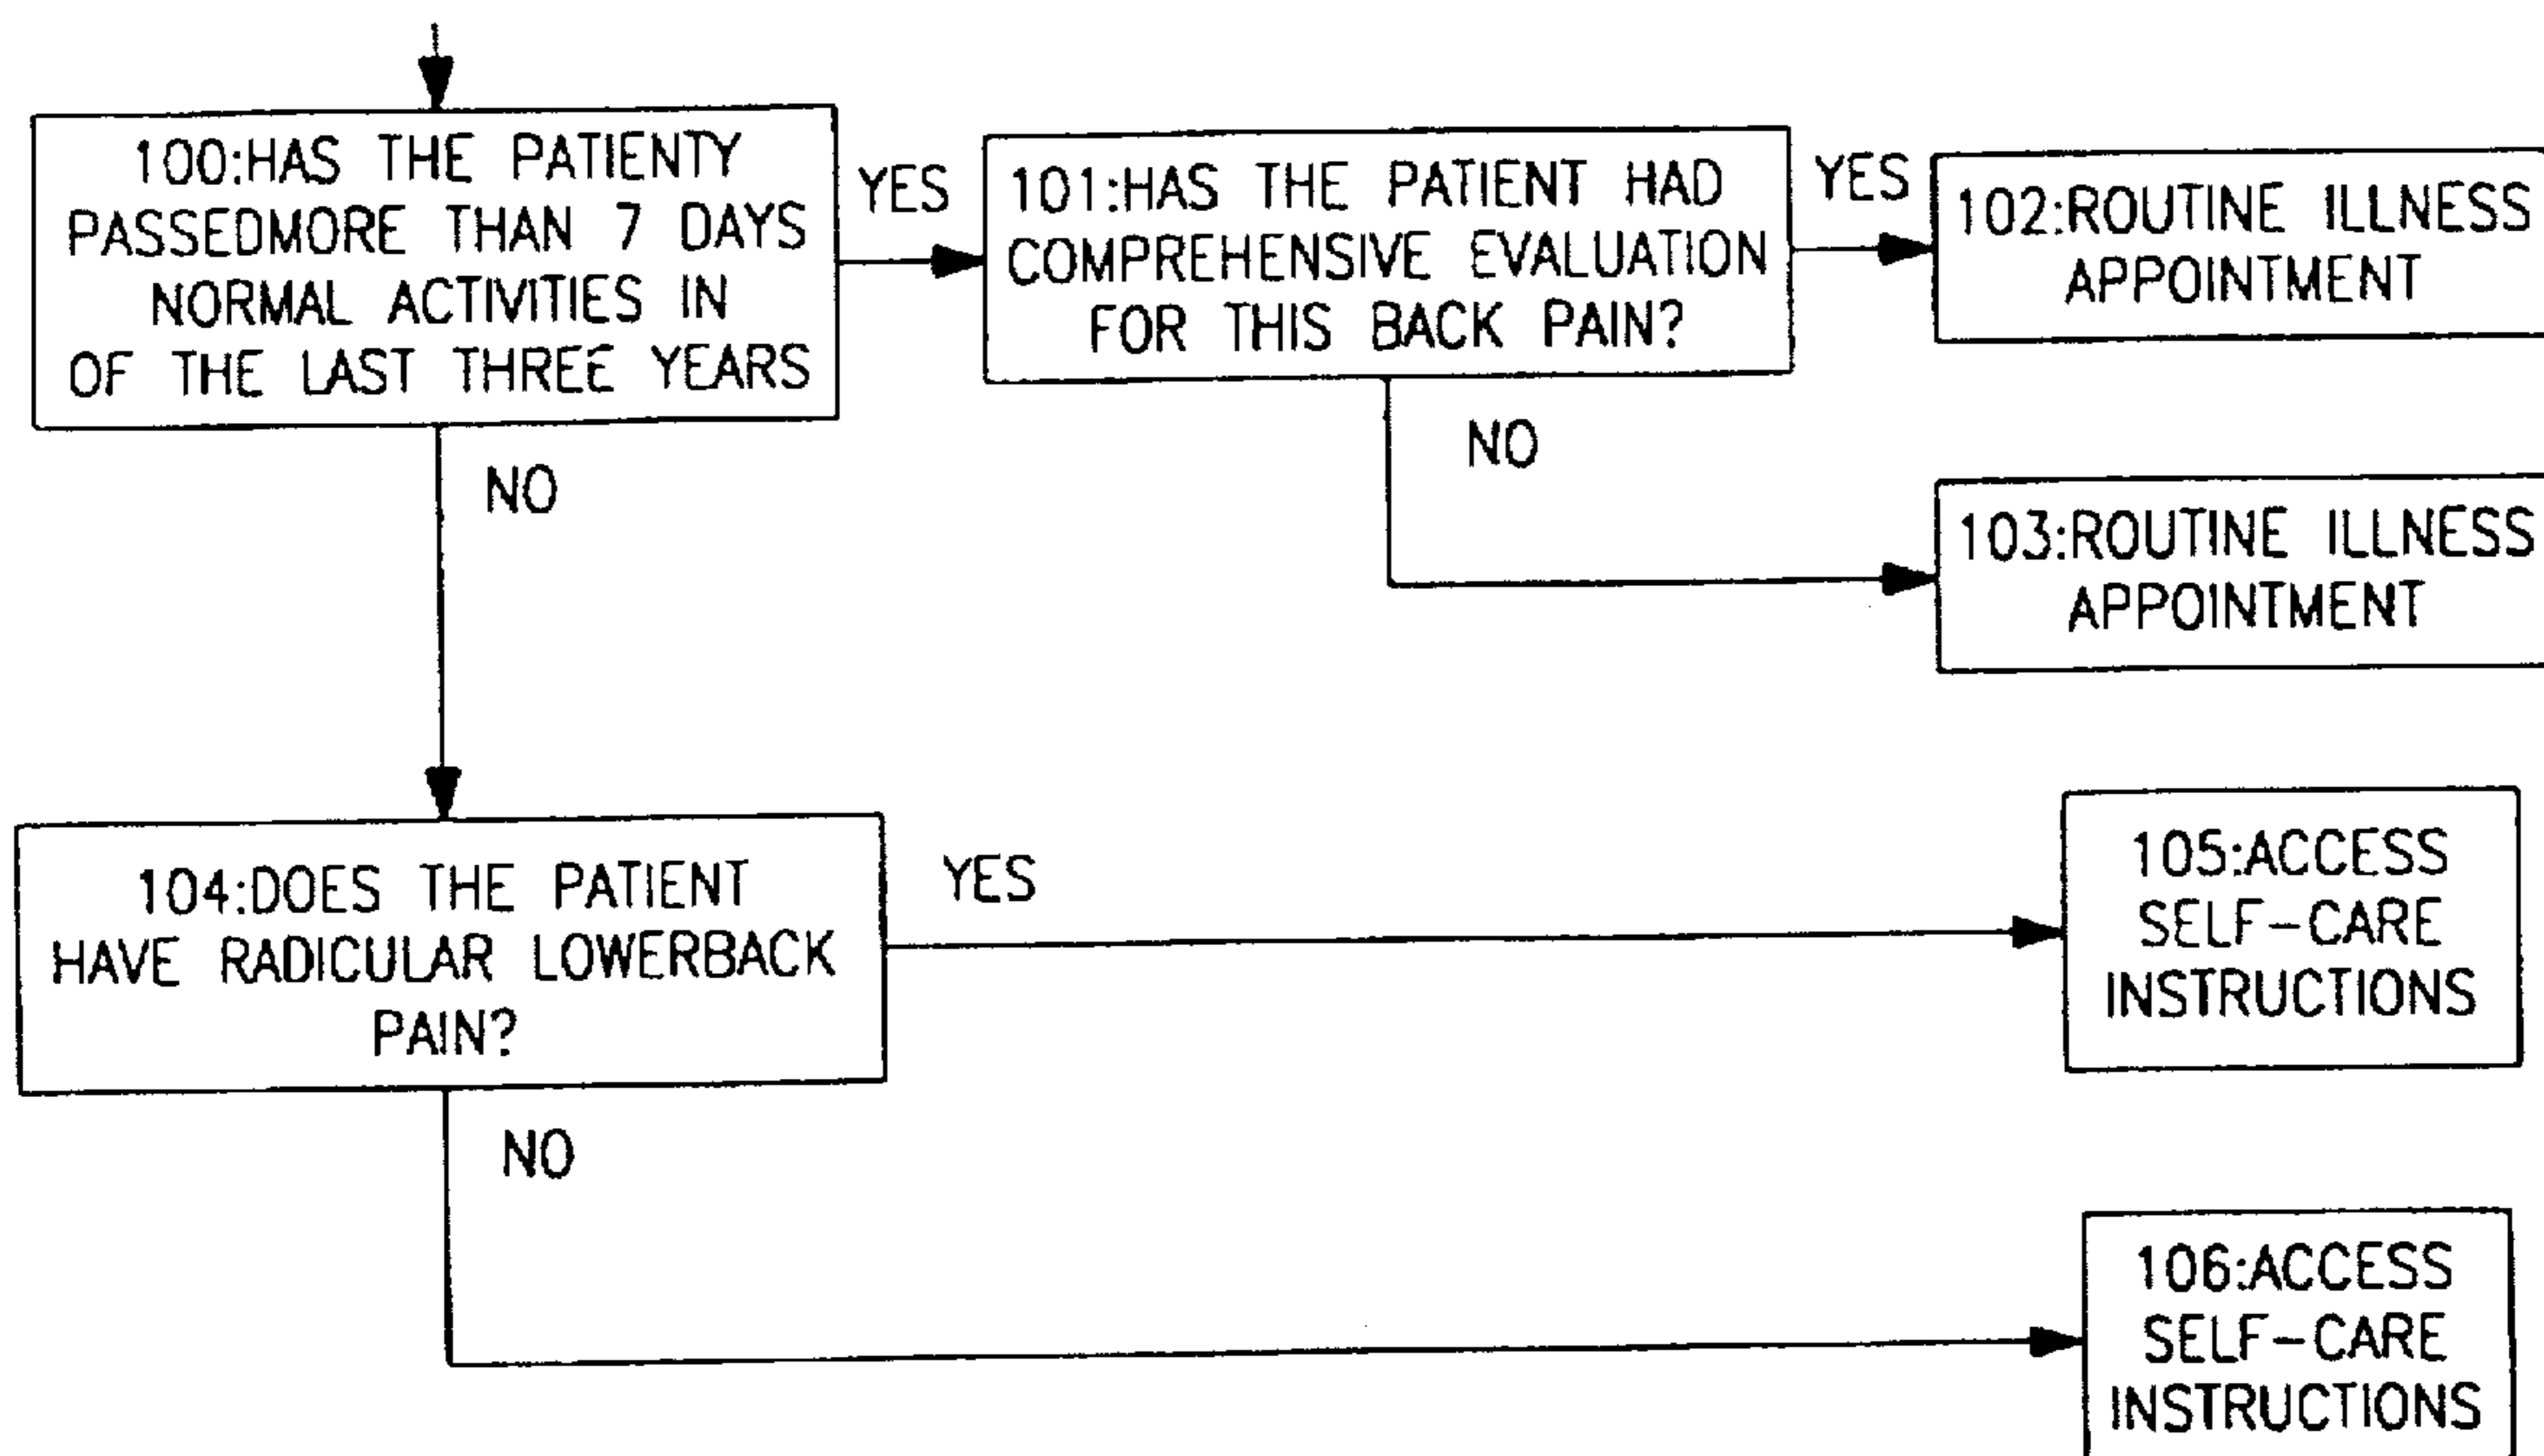 100:HAS THE PATIENTY
PASSEDMORE THAN 7 DAYS
NORMAL ACTIVITIES IN
OF THE LAST THREE YEARS
YES
101:HAS THE PATIENT HAD
COMPREHENSIVE EVALUATION
FOR THIS BACK PAIN?
YES
102:ROUTINE ILLNESS
APPOINTMENT
NO
NO
103:ROUTINE ILLNESS
APPOINTMENT
104:DOES THE PATIENT
HAVE RADICULAR LOWERBACK
PAIN?
YES
105:ACCESS
SELF-CARE
INSTRUCTIONS
NO
106:ACCESS
SELF-CARE
INSTRUCTIONS